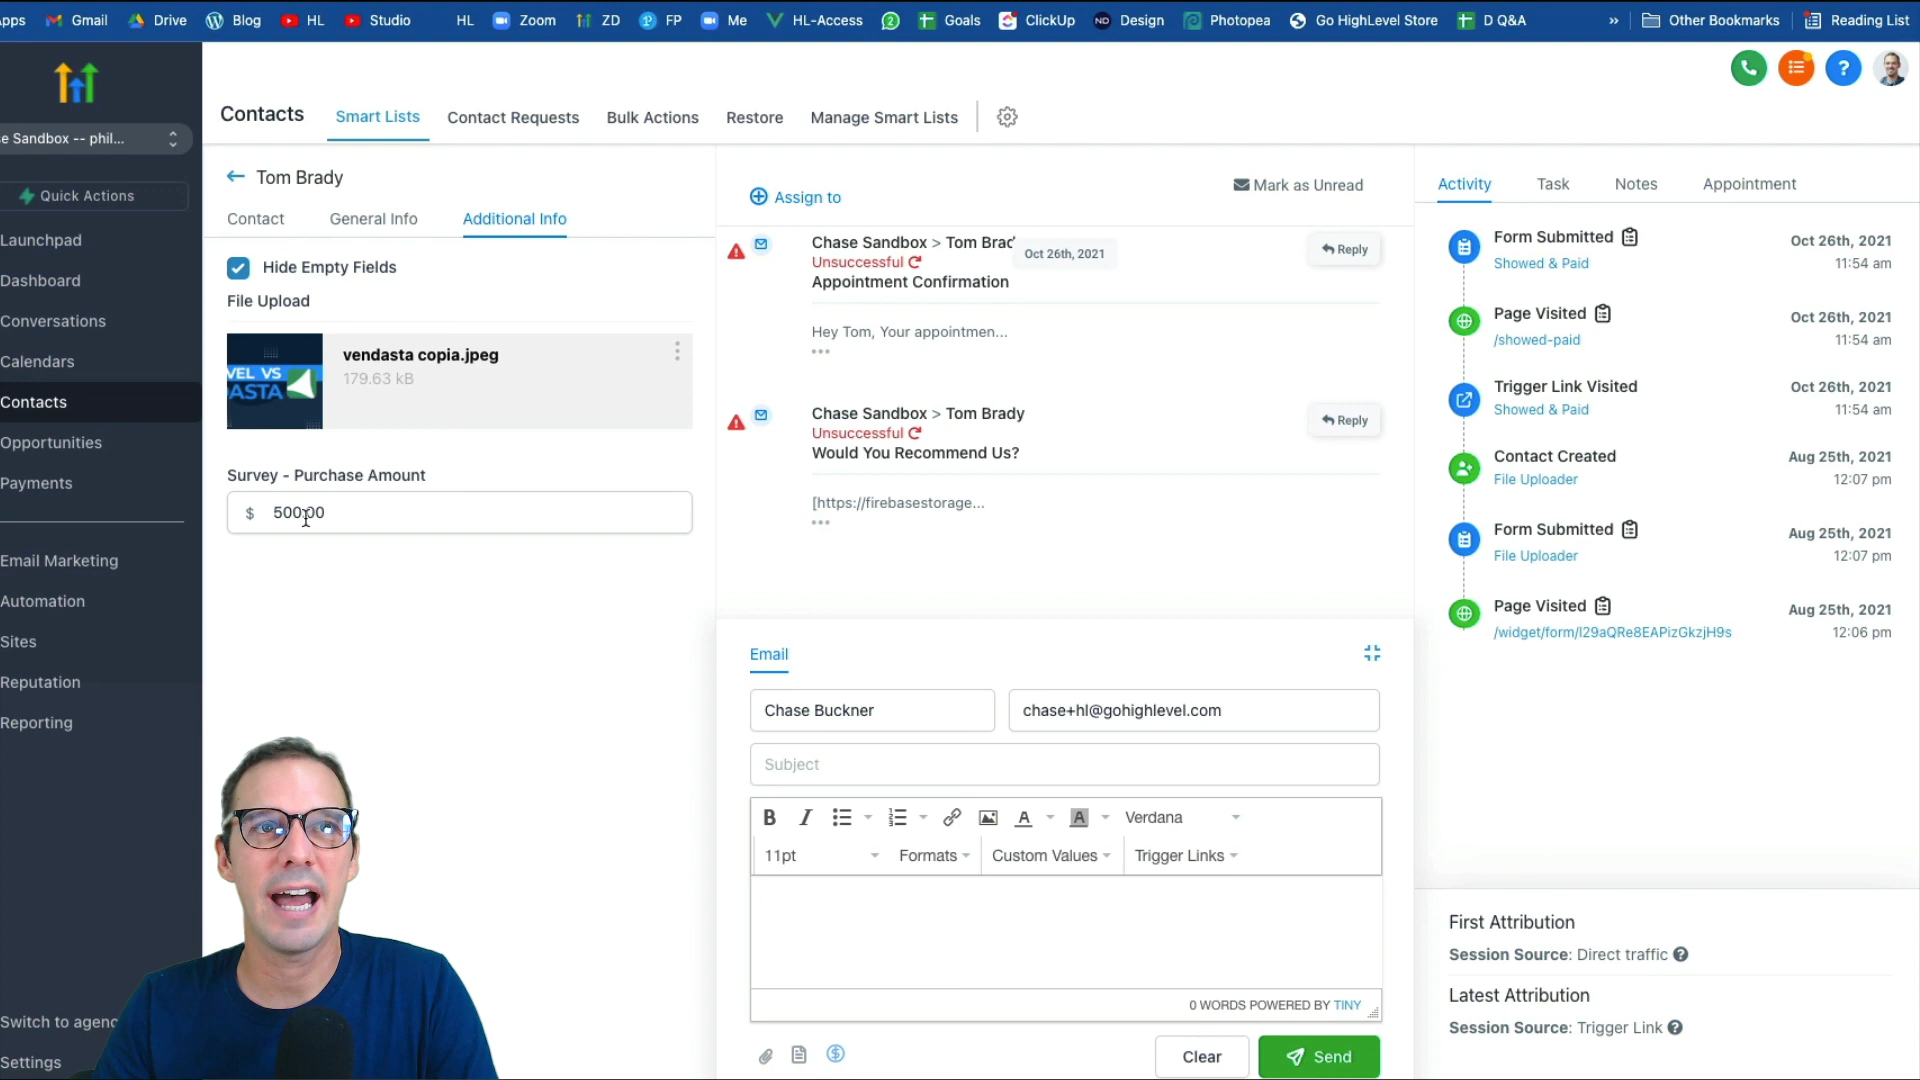 Apps Gmail Drive Blog HL Studio HL Zoom ZD FP Me HL-Access Goals ClickUp Design Photopea Go HighLevel Store D Q&A » Other Bookmarks Reading List
Contacts Smart Lists Contact Requests Bulk Actions Restore Manage Smart Lists
e Sandbox -- phil...
Quick Actions
Launchpad
Dashboard
Conversations
Calendars
Contacts
Opportunities
Payments
Email Marketing
Automation
Sites
Reputation
Reporting
Switch to agenc
Settings
Tom Brady
Contact General Info Additional Info
Hide Empty Fields
File Upload
VEL VS
ASTA
vendasta copia.jpeg
179.63 kB
Survey - Purchase Amount
$ 500.00
Assign to
Mark as Unread
Chase Sandbox > Tom Brad
Oct 26th, 2021
Reply
Unsuccessful
Appointment Confirmation
Hey Tom, Your appointmen...
Chase Sandbox > Tom Brady
Reply
Unsuccessful
Would You Recommend Us?
[https://firebasestorage...
Email
Chase Buckner chase+hl@gohighlevel.com
Subject
B I A A Verdana
11pt Formats Custom Values Trigger Links
0 WORDS POWERED BY TINY
Clear Send
Activity Task Notes Appointment
Form Submitted Oct 26th, 2021
Showed & Paid 11:54 am
Page Visited Oct 26th, 2021
/showed-paid 11:54 am
Trigger Link Visited Oct 26th, 2021
Showed & Paid 11:54 am
Contact Created Aug 25th, 2021
File Uploader 12:07 pm
Form Submitted Aug 25th, 2021
File Uploader 12:07 pm
Page Visited Aug 25th, 2021
/widget/form/l29aQRe8EAPizGkzjH9s 12:06 pm
First Attribution
Session Source: Direct traffic
Latest Attribution
Session Source: Trigger Link